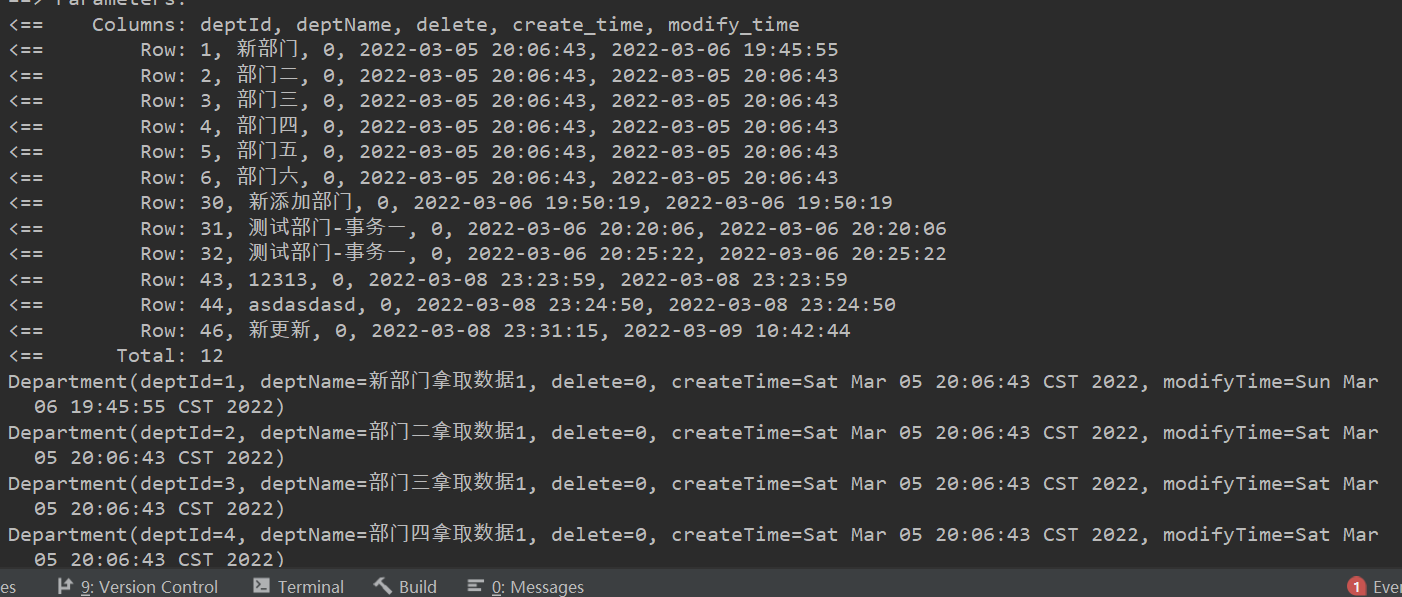 ==> Parameters:
<==    Columns: deptId, deptName, delete, create_time, modify_time
<==        Row: 1, 新部门, 0, 2022-03-05 20:06:43, 2022-03-06 19:45:55
<==        Row: 2, 部门二, 0, 2022-03-05 20:06:43, 2022-03-05 20:06:43
<==        Row: 3, 部门三, 0, 2022-03-05 20:06:43, 2022-03-05 20:06:43
<==        Row: 4, 部门四, 0, 2022-03-05 20:06:43, 2022-03-05 20:06:43
<==        Row: 5, 部门五, 0, 2022-03-05 20:06:43, 2022-03-05 20:06:43
<==        Row: 6, 部门六, 0, 2022-03-05 20:06:43, 2022-03-05 20:06:43
<==        Row: 30, 新添加部门, 0, 2022-03-06 19:50:19, 2022-03-06 19:50:19
<==        Row: 31, 测试部门-事务一, 0, 2022-03-06 20:20:06, 2022-03-06 20:20:06
<==        Row: 32, 测试部门-事务一, 0, 2022-03-06 20:25:22, 2022-03-06 20:25:22
<==        Row: 43, 12313, 0, 2022-03-08 23:23:59, 2022-03-08 23:23:59
<==        Row: 44, asdasdasd, 0, 2022-03-08 23:24:50, 2022-03-08 23:24:50
<==        Row: 46, 新更新, 0, 2022-03-08 23:31:15, 2022-03-09 10:42:44
<==      Total: 12
Department(deptId=1, deptName=新部门拿取数据1, delete=0, createTime=Sat Mar 05 20:06:43 CST 2022, modifyTime=Sun Mar
06 19:45:55 CST 2022)
Department(deptId=2, deptName=部门二拿取数据1, delete=0, createTime=Sat Mar 05 20:06:43 CST 2022, modifyTime=Sat Mar
05 20:06:43 CST 2022)
Department(deptId=3, deptName=部门三拿取数据1, delete=0, createTime=Sat Mar 05 20:06:43 CST 2022, modifyTime=Sat Mar
05 20:06:43 CST 2022)
Department(deptId=4, deptName=部门四拿取数据1, delete=0, createTime=Sat Mar 05 20:06:43 CST 2022, modifyTime=Sat Mar
05 20:06:43 CST 2022)
es 9: Version Control Terminal Build 0: Messages 1 Ever